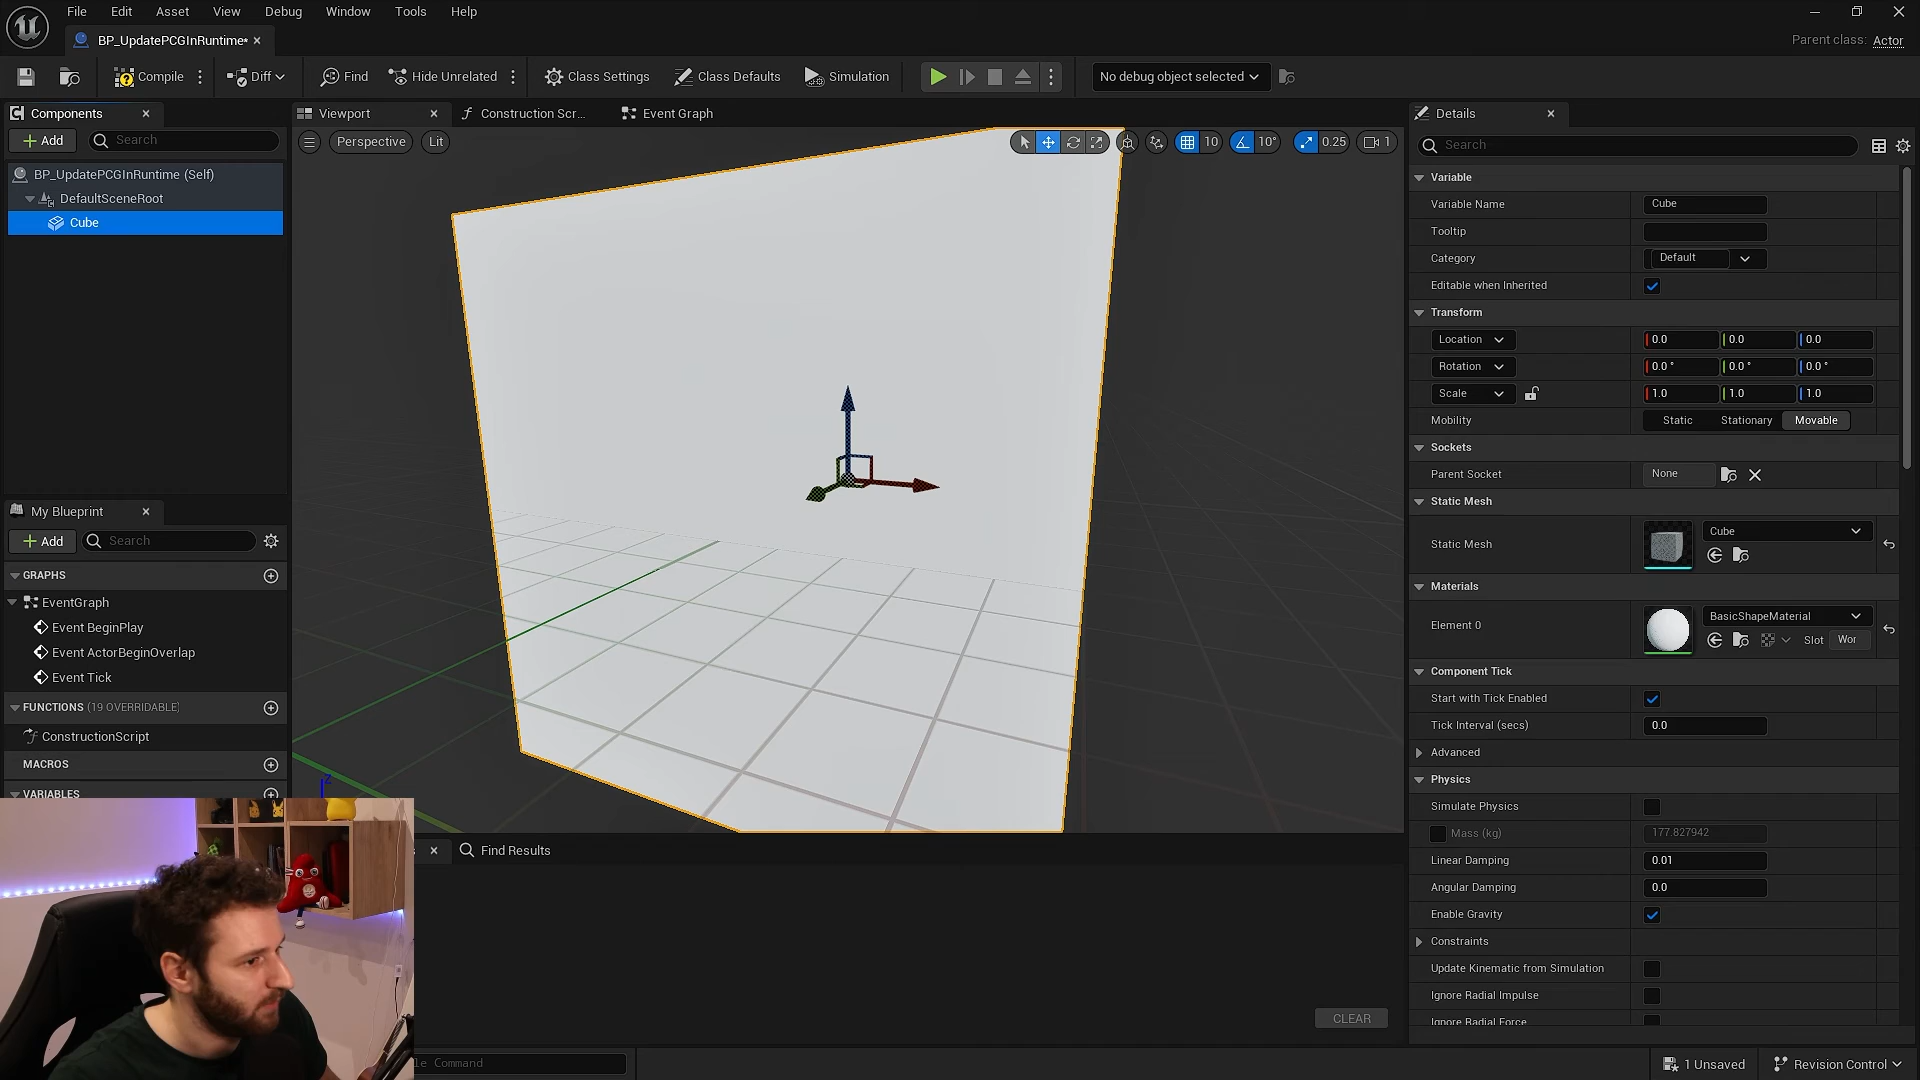 File Edit Asset View Debug Window Tools Help
BP_UpdatePCGInRuntime*
Parent class: Actor
Compile
Diff
Find
Hide Unrelated
Class Settings
Class Defaults
Simulation
No debug object selected
Components
Add
Search
BP_UpdatePCGInRuntime (Self)
DefaultSceneRoot
Cube
My Blueprint
Add
Search
GRAPHS
EventGraph
Event BeginPlay
Event ActorBeginOverlap
Event Tick
FUNCTIONS (19 OVERRIDABLE)
ConstructionScript
MACROS
VARIABLES
Viewport
Construction Scr...
Event Graph
Perspective
Lit
10
10°
0.25
1
Z
Find Results
CLEAR
Command
Details
Search
Variable
Variable Name Cube
Tooltip
Category Default
Editable when Inherited
Transform
Location 0.0 0.0 0.0
Rotation 0.0 ° 0.0 ° 0.0 °
Scale 1.0 1.0 1.0
Mobility Static Stationary Movable
Sockets
Parent Socket None
Static Mesh
Static Mesh Cube
Materials
Element 0 BasicShapeMaterial
Slot Wor
Component Tick
Start with Tick Enabled
Tick Interval (secs) 0.0
Advanced
Physics
Simulate Physics
Mass (kg) 177.827942
Linear Damping 0.01
Angular Damping 0.0
Enable Gravity
Constraints
Update Kinematic from Simulation
Ignore Radial Impulse
Ignore Radial Force
1 Unsaved
Revision Control